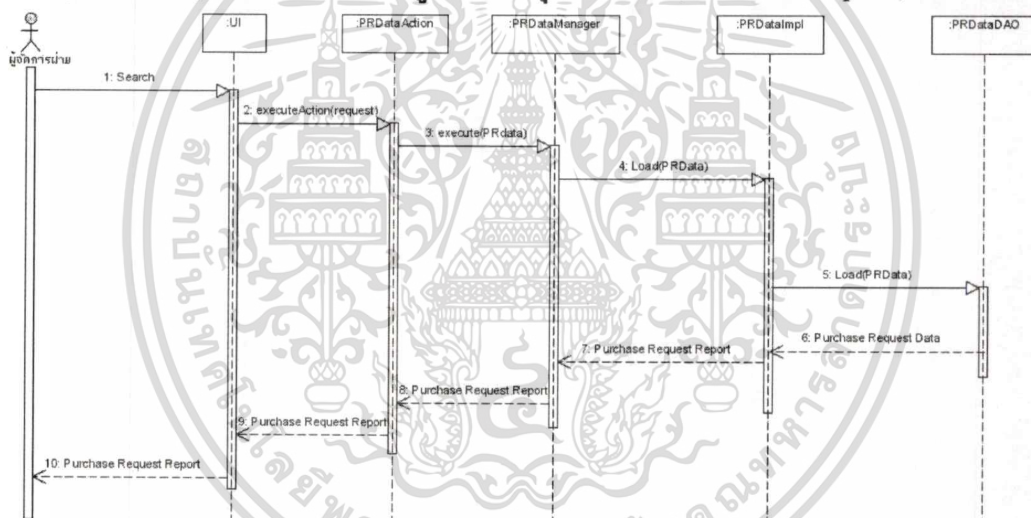 :UI
:PRDataAction
:PRDataManager
:PRDataImpl
:PRDataDAO
ผู้จัดการฝ่าย
1: Search
2: executeAction(request)
3: execute(PRdata)
4: Load(PRData)
5: Load(PRData)
6: Purchase Request Data
7: Purchase Request Report
8: Purchase Request Report
9: Purchase Request Report
10: Purchase Request Report